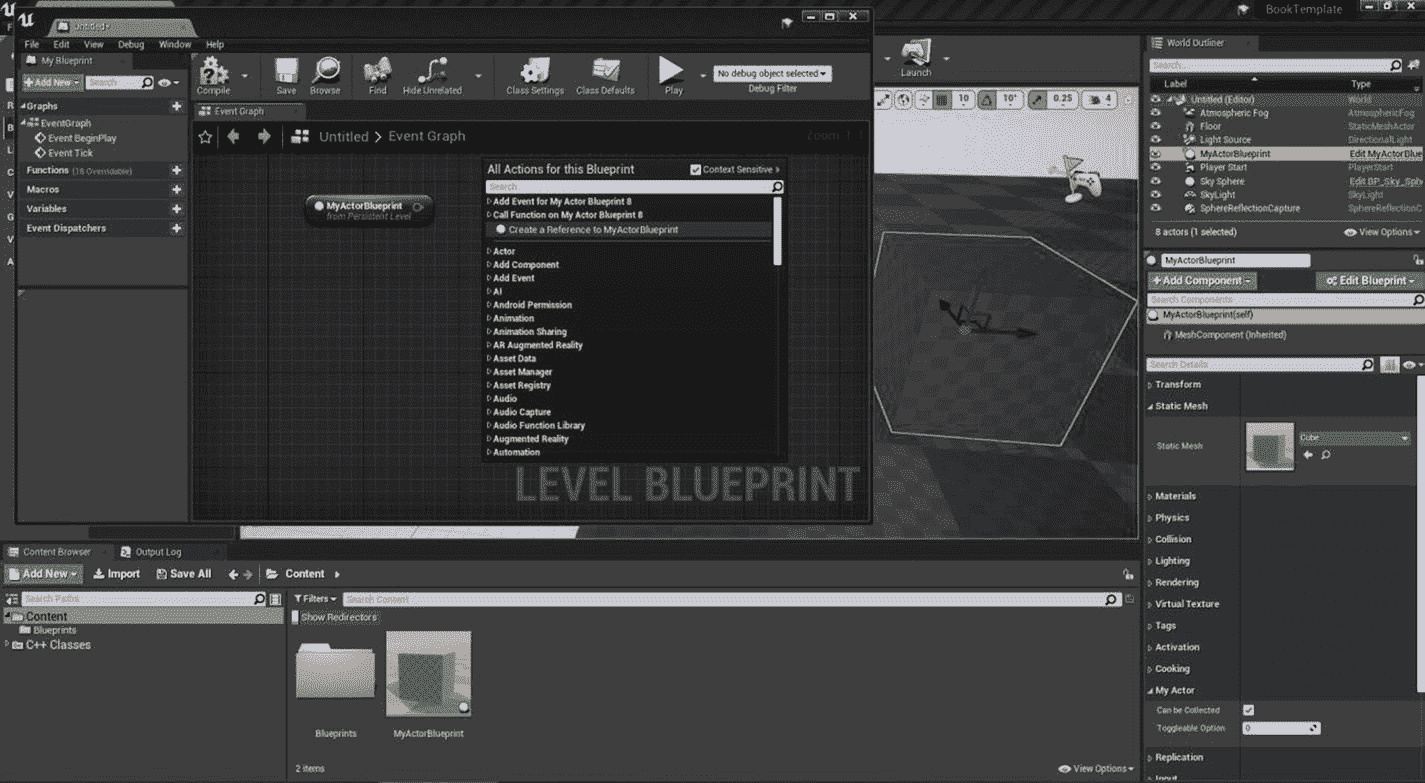 Untitled*
File Edit View Debug Window Help
My Blueprint
Add New Search
Graphs
EventGraph
Event BeginPlay
Event Tick
Functions (18 Overridable)
Macros
Variables
Event Dispatchers
Compile Save Browse Find Hide Unrelated Class Settings Class Defaults Play
No debug object selected
Debug Filter
Event Graph
Untitled > Event Graph
Zoom 1:1
MyActorBlueprint
from Persistent Level
All Actions for this Blueprint Context Sensitive
Search
Add Event for My Actor Blueprint 8
Call Function on My Actor Blueprint 8
Create a Reference to MyActorBlueprint
Actor
Add Component
Add Event
AI
Android Permission
Animation
Animation Sharing
AR Augmented Reality
Asset Data
Asset Manager
Asset Registry
Audio
Audio Capture
Audio Function Library
Augmented Reality
Automation
LEVEL BLUEPRINT
Launch
10 10° 0.25 4
BookTemplate
World Outliner
Search...
Label Type
Untitled (Editor) World
Atmospheric Fog AtmosphericFog
Floor StaticMeshActor
Light Source DirectionalLight
MyActorBlueprint Edit MyActorBlue
Player Start PlayerStart
Sky Sphere Edit BP_Sky_Sph
SkyLight SkyLight
SphereReflectionCapture SphereReflectionC
8 actors (1 selected) View Options
MyActorBlueprint
Add Component Edit Blueprint
Search Components
MyActorBlueprint(self)
MeshComponent (Inherited)
Search Details
Transform
Static Mesh
Static Mesh Cube
Materials
Physics
Collision
Lighting
Rendering
Virtual Texture
Tags
Activation
Cooking
My Actor
Can be Collected
Toggleable Option 0
Replication
Input
Content Browser Output Log
Add New Import Save All Content
Search Paths
Content
Blueprints
C++ Classes
Filters Search Content
Show Redirectors
Blueprints MyActorBlueprint
2 items View Options